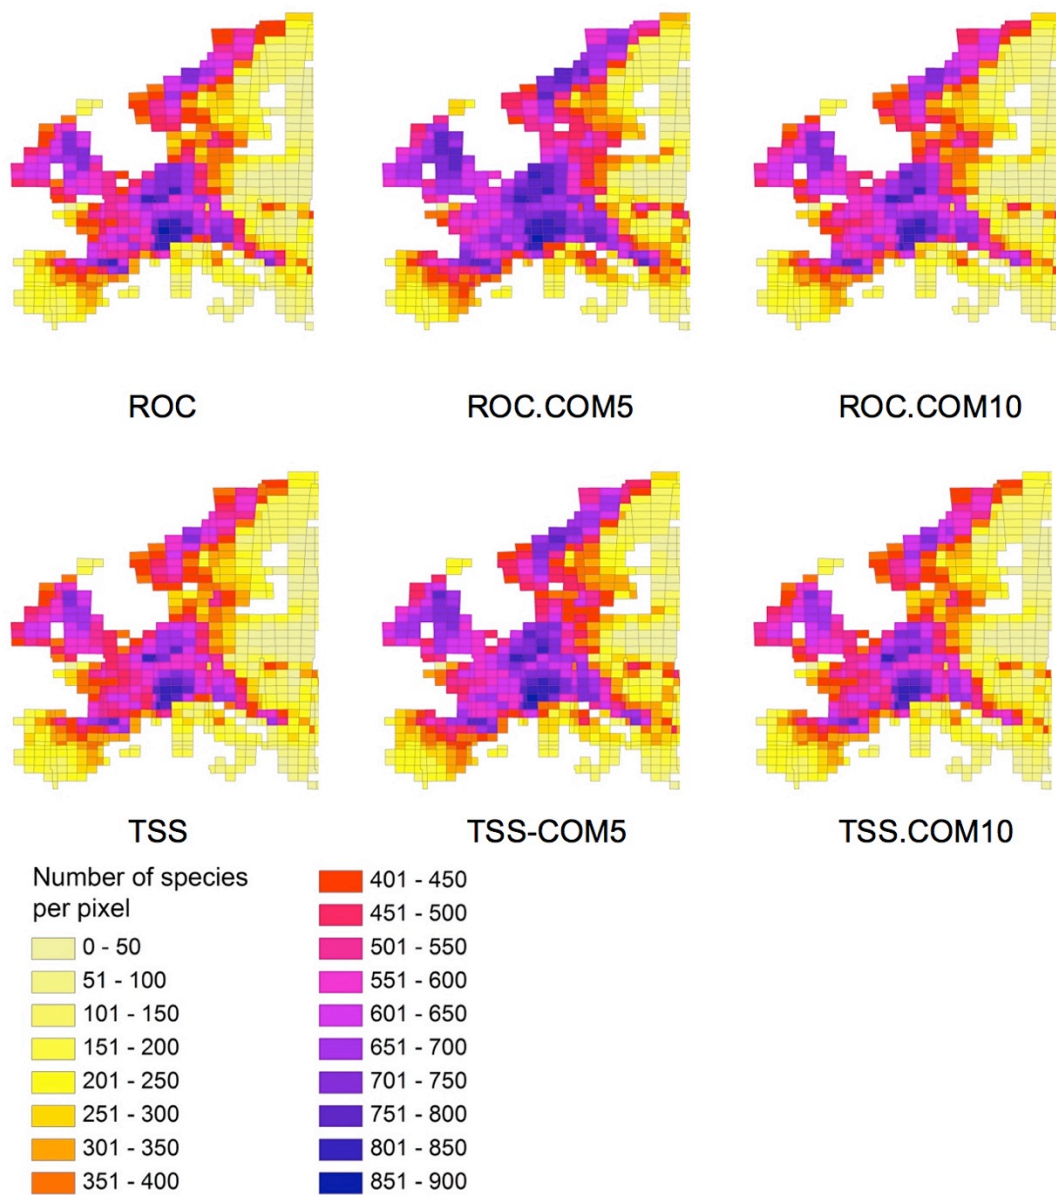 ROC
ROC.COM5
ROC.COM10
TSS
TSS-COM5
TSS.COM10
Number of species
per pixel
0 - 50
51 - 100
101 - 150
151 - 200
201 - 250
251 - 300
301 - 350
351 - 400
401 - 450
451 - 500
501 - 550
551 - 600
601 - 650
651 - 700
701 - 750
751 - 800
801 - 850
851 - 900